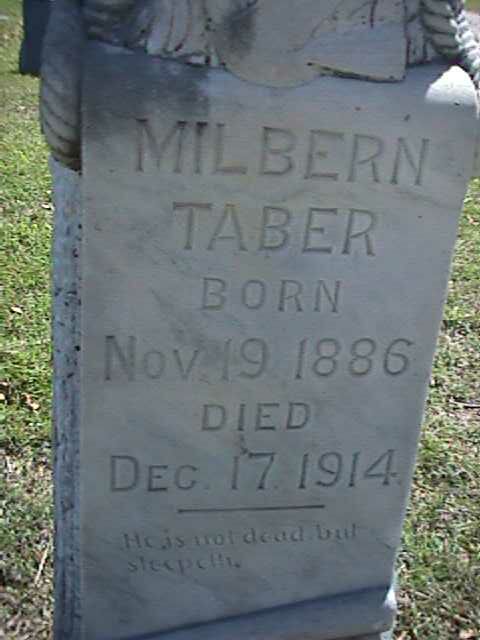 MILBERN
TABER
BORN
NOV. 19. 1886
DIED
DEC. 17. 1914
He is not dead but
sleepeth.